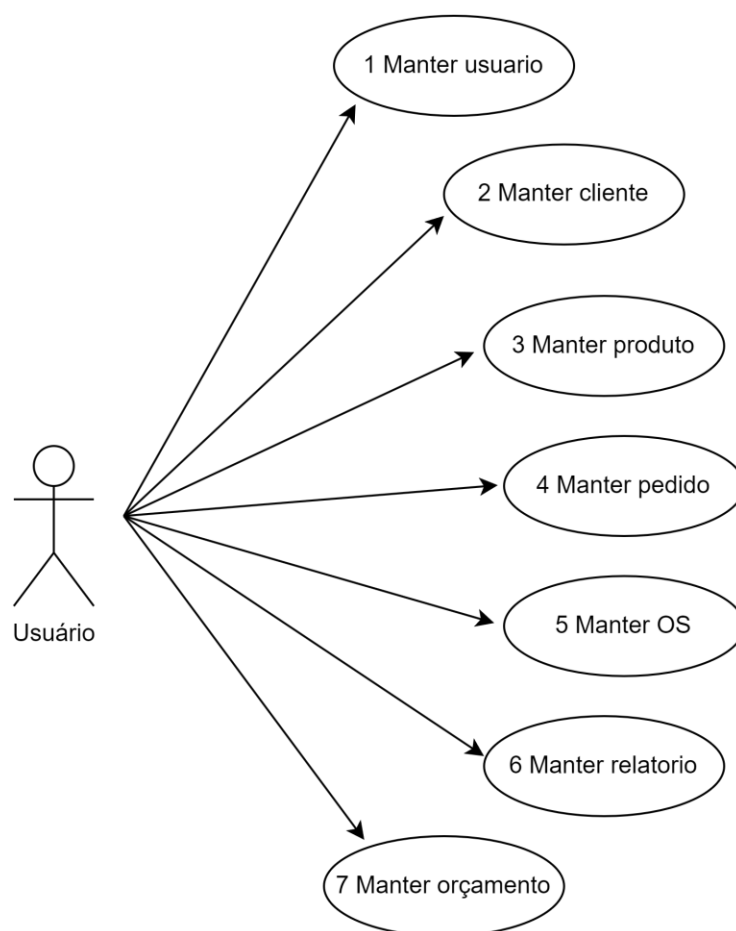 1 Manter usuario
2 Manter cliente
3 Manter produto
4 Manter pedido
Usuário
5 Manter OS
6 Manter relatorio
7 Manter orçamento